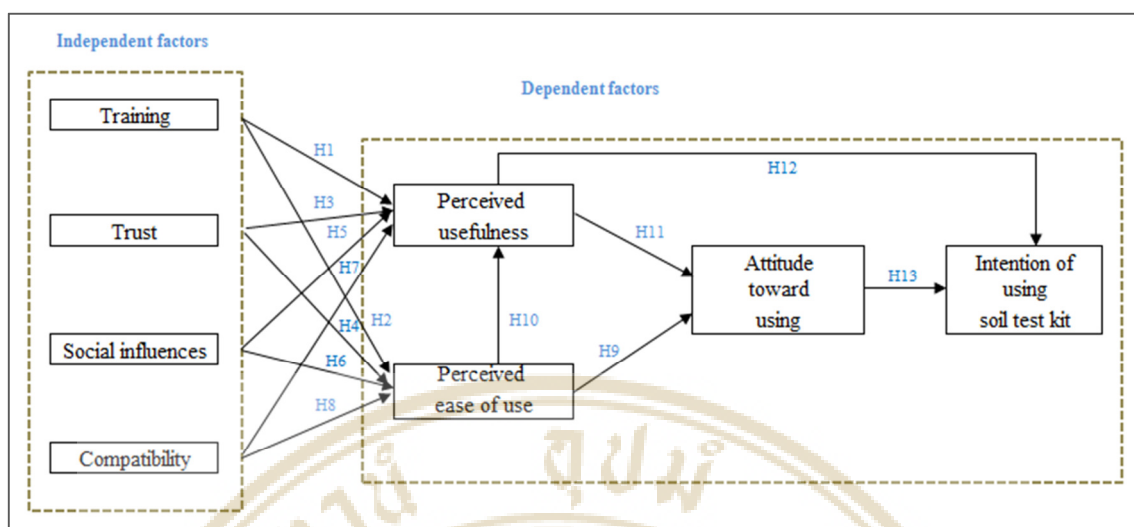 Independent factors
Training
Trust
Social influences
Compatibility
H1
H3
H5
H7
H4
H2
H6
H8
Dependent factors
Perceived
usefulness
Perceived
ease of use
H10
H11
H9
H12
Attitude
toward
using
H13
Intention of
using
soil test kit